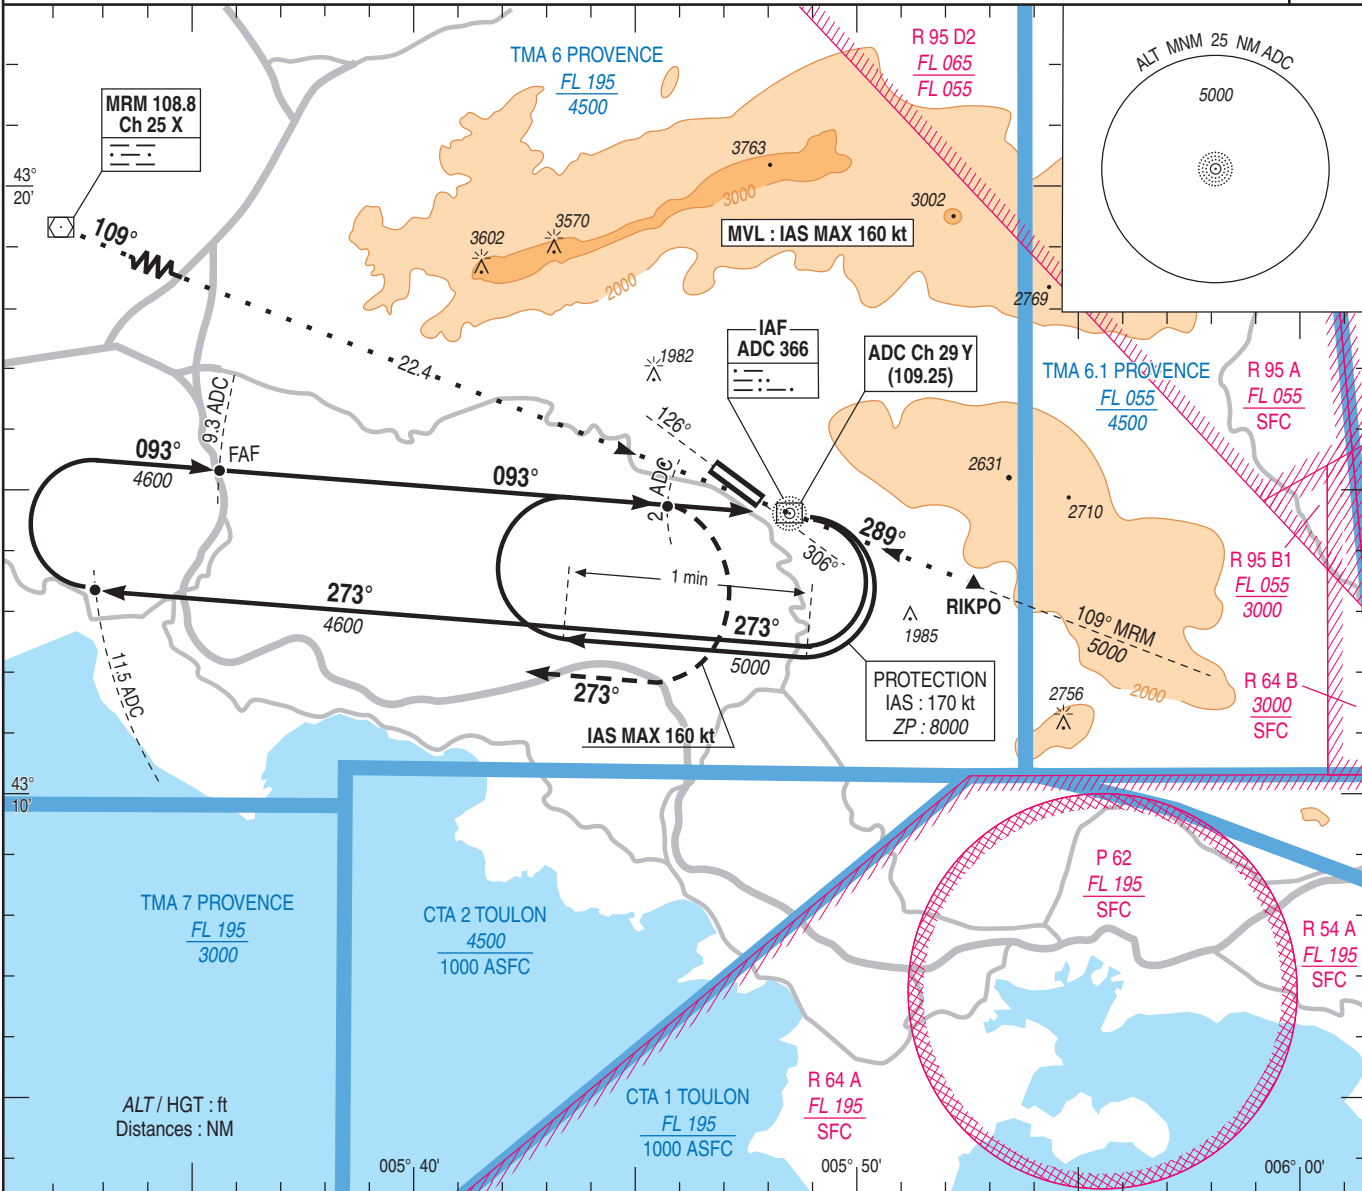 TMA 6 PROVENCE
FL 195
4500
R 95 D2
FL 065
FL 055
ALT MNM 25 NM ADC
5000
MRM 108.8
Ch 25 X
43°
20'
109°
3763
3000
3570
3602
3002
MVL : IAS MAX 160 kt
2000
2769
22.4
1982
IAF
ADC 366
ADC Ch 29 Y
(109.25)
TMA 6.1 PROVENCE
FL 055
4500
R 95 A
FL 055
SFC
9.3 ADC
126°
093°
4600
FAF
093°
ADC
2631
2710
289°
306°
1 min
RIKPO
R 95 B1
FL 055
3000
273°
4600
273°
5000
1985
109° MRM
5000
11.5 ADC
273°
PROTECTION
IAS : 170 kt
ZP : 8000
2756
2000
R 64 B
3000
SFC
IAS MAX 160 kt
43°
10'
TMA 7 PROVENCE
FL 195
3000
CTA 2 TOULON
4500
1000 ASFC
P 62
FL 195
SFC
R 54 A
FL 195
SFC
ALT / HGT : ft
Distances : NM
CTA 1 TOULON
FL 195
1000 ASFC
R 64 A
FL 195
SFC
005° 40'
005° 50'
006° 00'